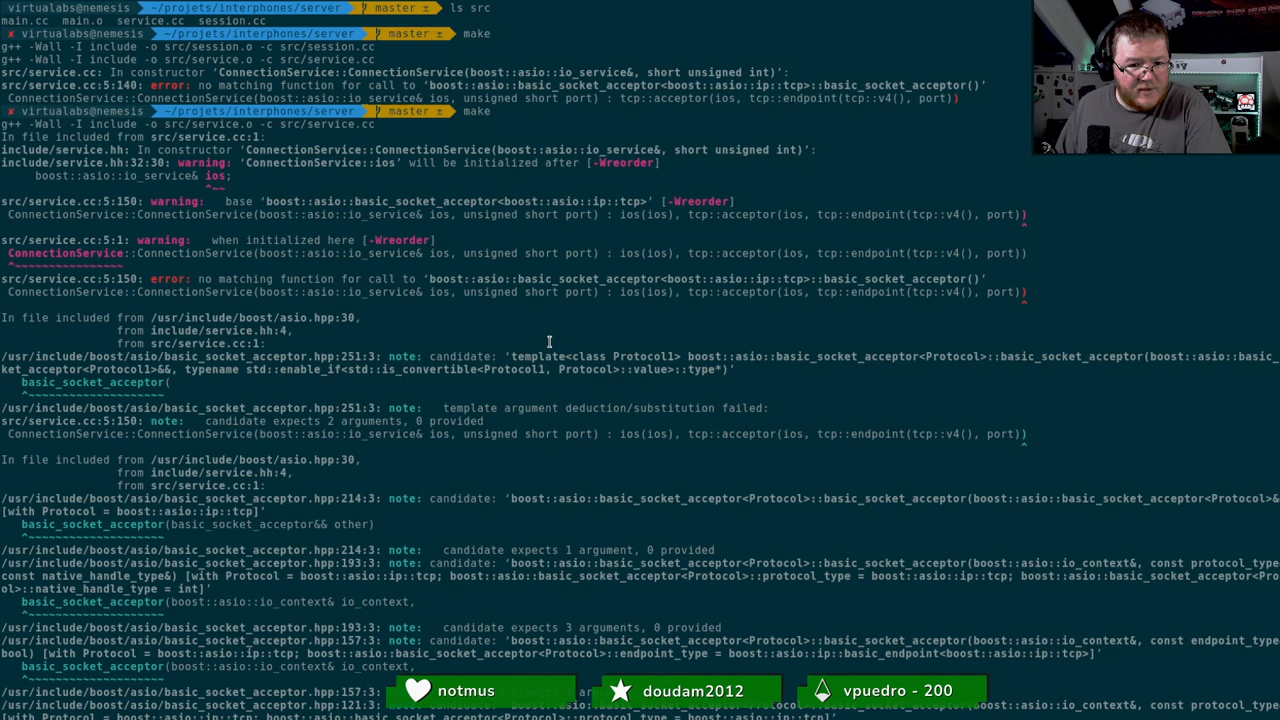 virtualabs@nemesis ~/projets/interphones/server master ± ls src
main.cc main.o service.cc session.cc
✘ virtualabs@nemesis ~/projets/interphones/server master ± make
g++ -Wall -I include -o src/session.o -c src/session.cc
g++ -Wall -I include -o src/service.o -c src/service.cc
src/service.cc: In constructor ‘ConnectionService::ConnectionService(boost::asio::io_service&, short unsigned int)’:
src/service.cc:5:140: error: no matching function for call to ‘boost::asio::basic_socket_acceptor<boost::asio::ip::tcp>::basic_socket_acceptor()’
ConnectionService::ConnectionService(boost::asio::io_service& ios, unsigned short port) : tcp::acceptor(ios, tcp::endpoint(tcp::v4(), port))
✘ virtualabs@nemesis ~/projets/interphones/server master ± make
g++ -Wall -I include -o src/service.o -c src/service.cc
In file included from src/service.cc:1:
include/service.hh: In constructor ‘ConnectionService::ConnectionService(boost::asio::io_service&, short unsigned int)’:
include/service.hh:32:30: warning: ‘ConnectionService::ios’ will be initialized after [-Wreorder]
boost::asio::io_service& ios;
^~~
src/service.cc:5:150: warning: base ‘boost::asio::basic_socket_acceptor<boost::asio::ip::tcp>’ [-Wreorder]
ConnectionService::ConnectionService(boost::asio::io_service& ios, unsigned short port) : ios(ios), tcp::acceptor(ios, tcp::endpoint(tcp::v4(), port))
^
src/service.cc:5:1: warning: when initialized here [-Wreorder]
ConnectionService::ConnectionService(boost::asio::io_service& ios, unsigned short port) : ios(ios), tcp::acceptor(ios, tcp::endpoint(tcp::v4(), port))
^~~~~~~~~~~~~~~~~
src/service.cc:5:150: error: no matching function for call to ‘boost::asio::basic_socket_acceptor<boost::asio::ip::tcp>::basic_socket_acceptor()’
ConnectionService::ConnectionService(boost::asio::io_service& ios, unsigned short port) : ios(ios), tcp::acceptor(ios, tcp::endpoint(tcp::v4(), port))
^
In file included from /usr/include/boost/asio.hpp:30,
from include/service.hh:4,
from src/service.cc:1:
/usr/include/boost/asio/basic_socket_acceptor.hpp:251:3: note: candidate: ‘template<class Protocol1> boost::asio::basic_socket_acceptor<Protocol>::basic_socket_acceptor(boost::asio::basic_s
ket_acceptor<Protocol1>&&, typename std::enable_if<std::is_convertible<Protocol1, Protocol>::value>::type*)’
basic_socket_acceptor(
^~~~~~~~~~~~~~~~~~~~~
/usr/include/boost/asio/basic_socket_acceptor.hpp:251:3: note: template argument deduction/substitution failed:
src/service.cc:5:150: note: candidate expects 2 arguments, 0 provided
ConnectionService::ConnectionService(boost::asio::io_service& ios, unsigned short port) : ios(ios), tcp::acceptor(ios, tcp::endpoint(tcp::v4(), port))
^
In file included from /usr/include/boost/asio.hpp:30,
from include/service.hh:4,
from src/service.cc:1:
/usr/include/boost/asio/basic_socket_acceptor.hpp:214:3: note: candidate: ‘boost::asio::basic_socket_acceptor<Protocol>::basic_socket_acceptor(boost::asio::basic_socket_acceptor<Protocol>&
[with Protocol = boost::asio::ip::tcp]’
basic_socket_acceptor(basic_socket_acceptor&& other)
^~~~~~~~~~~~~~~~~~~~~
/usr/include/boost/asio/basic_socket_acceptor.hpp:214:3: note: candidate expects 1 argument, 0 provided
/usr/include/boost/asio/basic_socket_acceptor.hpp:193:3: note: candidate: ‘boost::asio::basic_socket_acceptor<Protocol>::basic_socket_acceptor(boost::asio::io_context&, const protocol_type
const native_handle_type&) [with Protocol = boost::asio::ip::tcp; boost::asio::basic_socket_acceptor<Protocol>::protocol_type = boost::asio::ip::tcp; boost::asio::basic_socket_acceptor<Pro
ol>::native_handle_type = int]’
basic_socket_acceptor(boost::asio::io_context& io_context,
^~~~~~~~~~~~~~~~~~~~~
/usr/include/boost/asio/basic_socket_acceptor.hpp:193:3: note: candidate expects 3 arguments, 0 provided
/usr/include/boost/asio/basic_socket_acceptor.hpp:157:3: note: candidate: ‘boost::asio::basic_socket_acceptor<Protocol>::basic_socket_acceptor(boost::asio::io_context&, const endpoint_type
bool) [with Protocol = boost::asio::ip::tcp; boost::asio::basic_socket_acceptor<Protocol>::endpoint_type = boost::asio::ip::basic_endpoint<boost::asio::ip::tcp>]’
basic_socket_acceptor(boost::asio::io_context& io_context,
^~~~~~~~~~~~~~~~~~~~~
notmus
doudam2012
vpuedro - 200